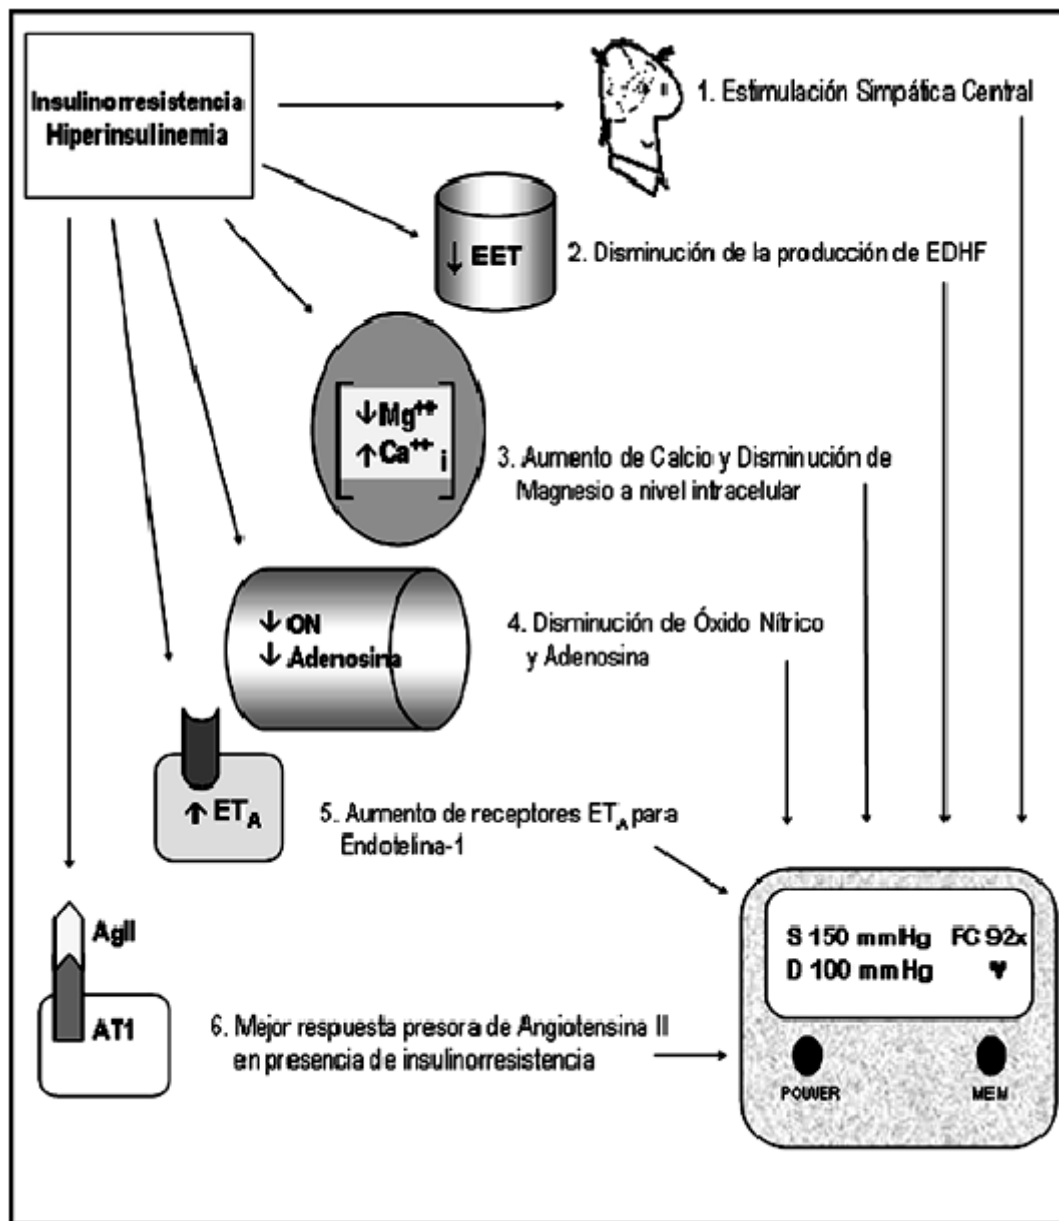 Insulinorresistencia
Hiperinsulinemia
1. Estimulación Simpática Central
↓ EET
2. Disminución de la producción de EDHF
↓Mg++
↑Ca++ i
3. Aumento de Calcio y Disminución de
Magnesio a nivel intracelular
↓ ON
↓ Adenosina
4. Disminución de Óxido Nítrico
y Adenosina
↑ ETA
5. Aumento de receptores ETA para
Endotelina-1
AgII
AT1
6. Mejor respuesta presora de Angiotensina II
en presencia de insulinorresistencia
S 150 mmHg FC 92x
D 100 mmHg ♥
POWER
MEM